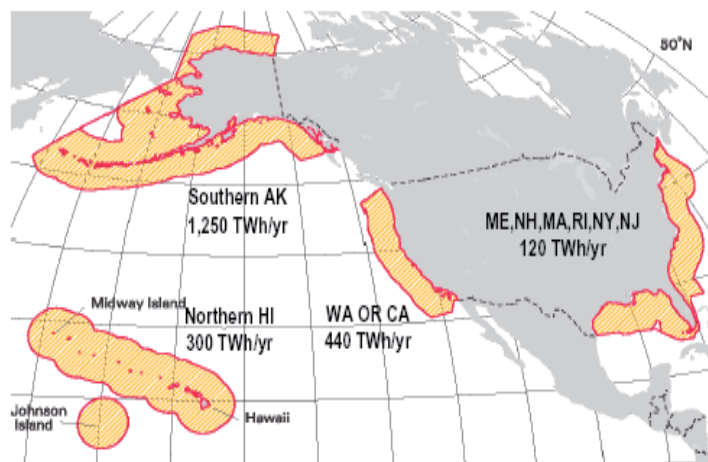 50°N
Southern AK
1,250 TWh/yr
ME,NH,MA,RI,NY,NJ
120 TWh/yr
Midway Island
Northern HI
300 TWh/yr
WA OR CA
440 TWh/yr
Johnson
Island
Hawaii